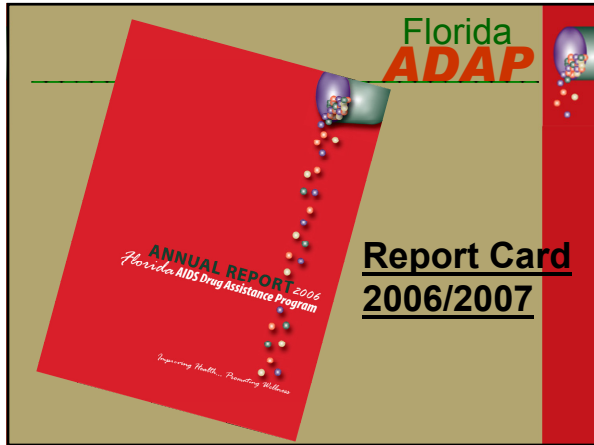 Florida
ADAP
ANNUAL REPORT 2006
Florida AIDS Drug Assistance Program
Improving Health... Promoting Wellness
Report Card
2006/2007